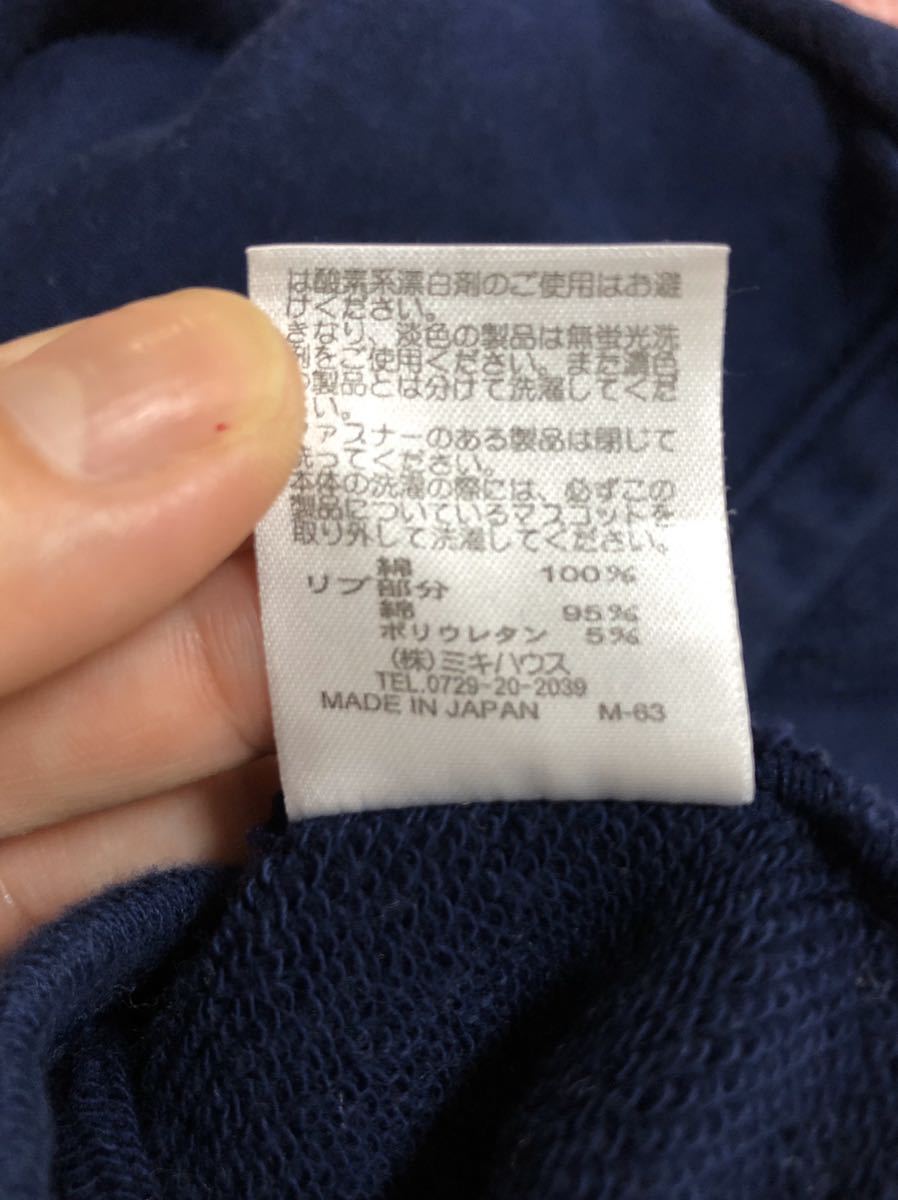 は酸素系漂白剤のご使用はお避
けください。
きなり、淡色の製品は無蛍光洗
剤をご使用ください。また濃色
製品とは分けて洗濯してくだ
い。
ァスナーのある製品は閉じて
洗ってください。
本体の洗濯の際には、必ずこの
製品についているマスコットを
取り外して洗濯してください。
綿 100%
リブ部分
綿 95%
ポリウレタン 5%
(株)ミキハウス
TEL.0729-20-2039
MADE IN JAPAN M-63